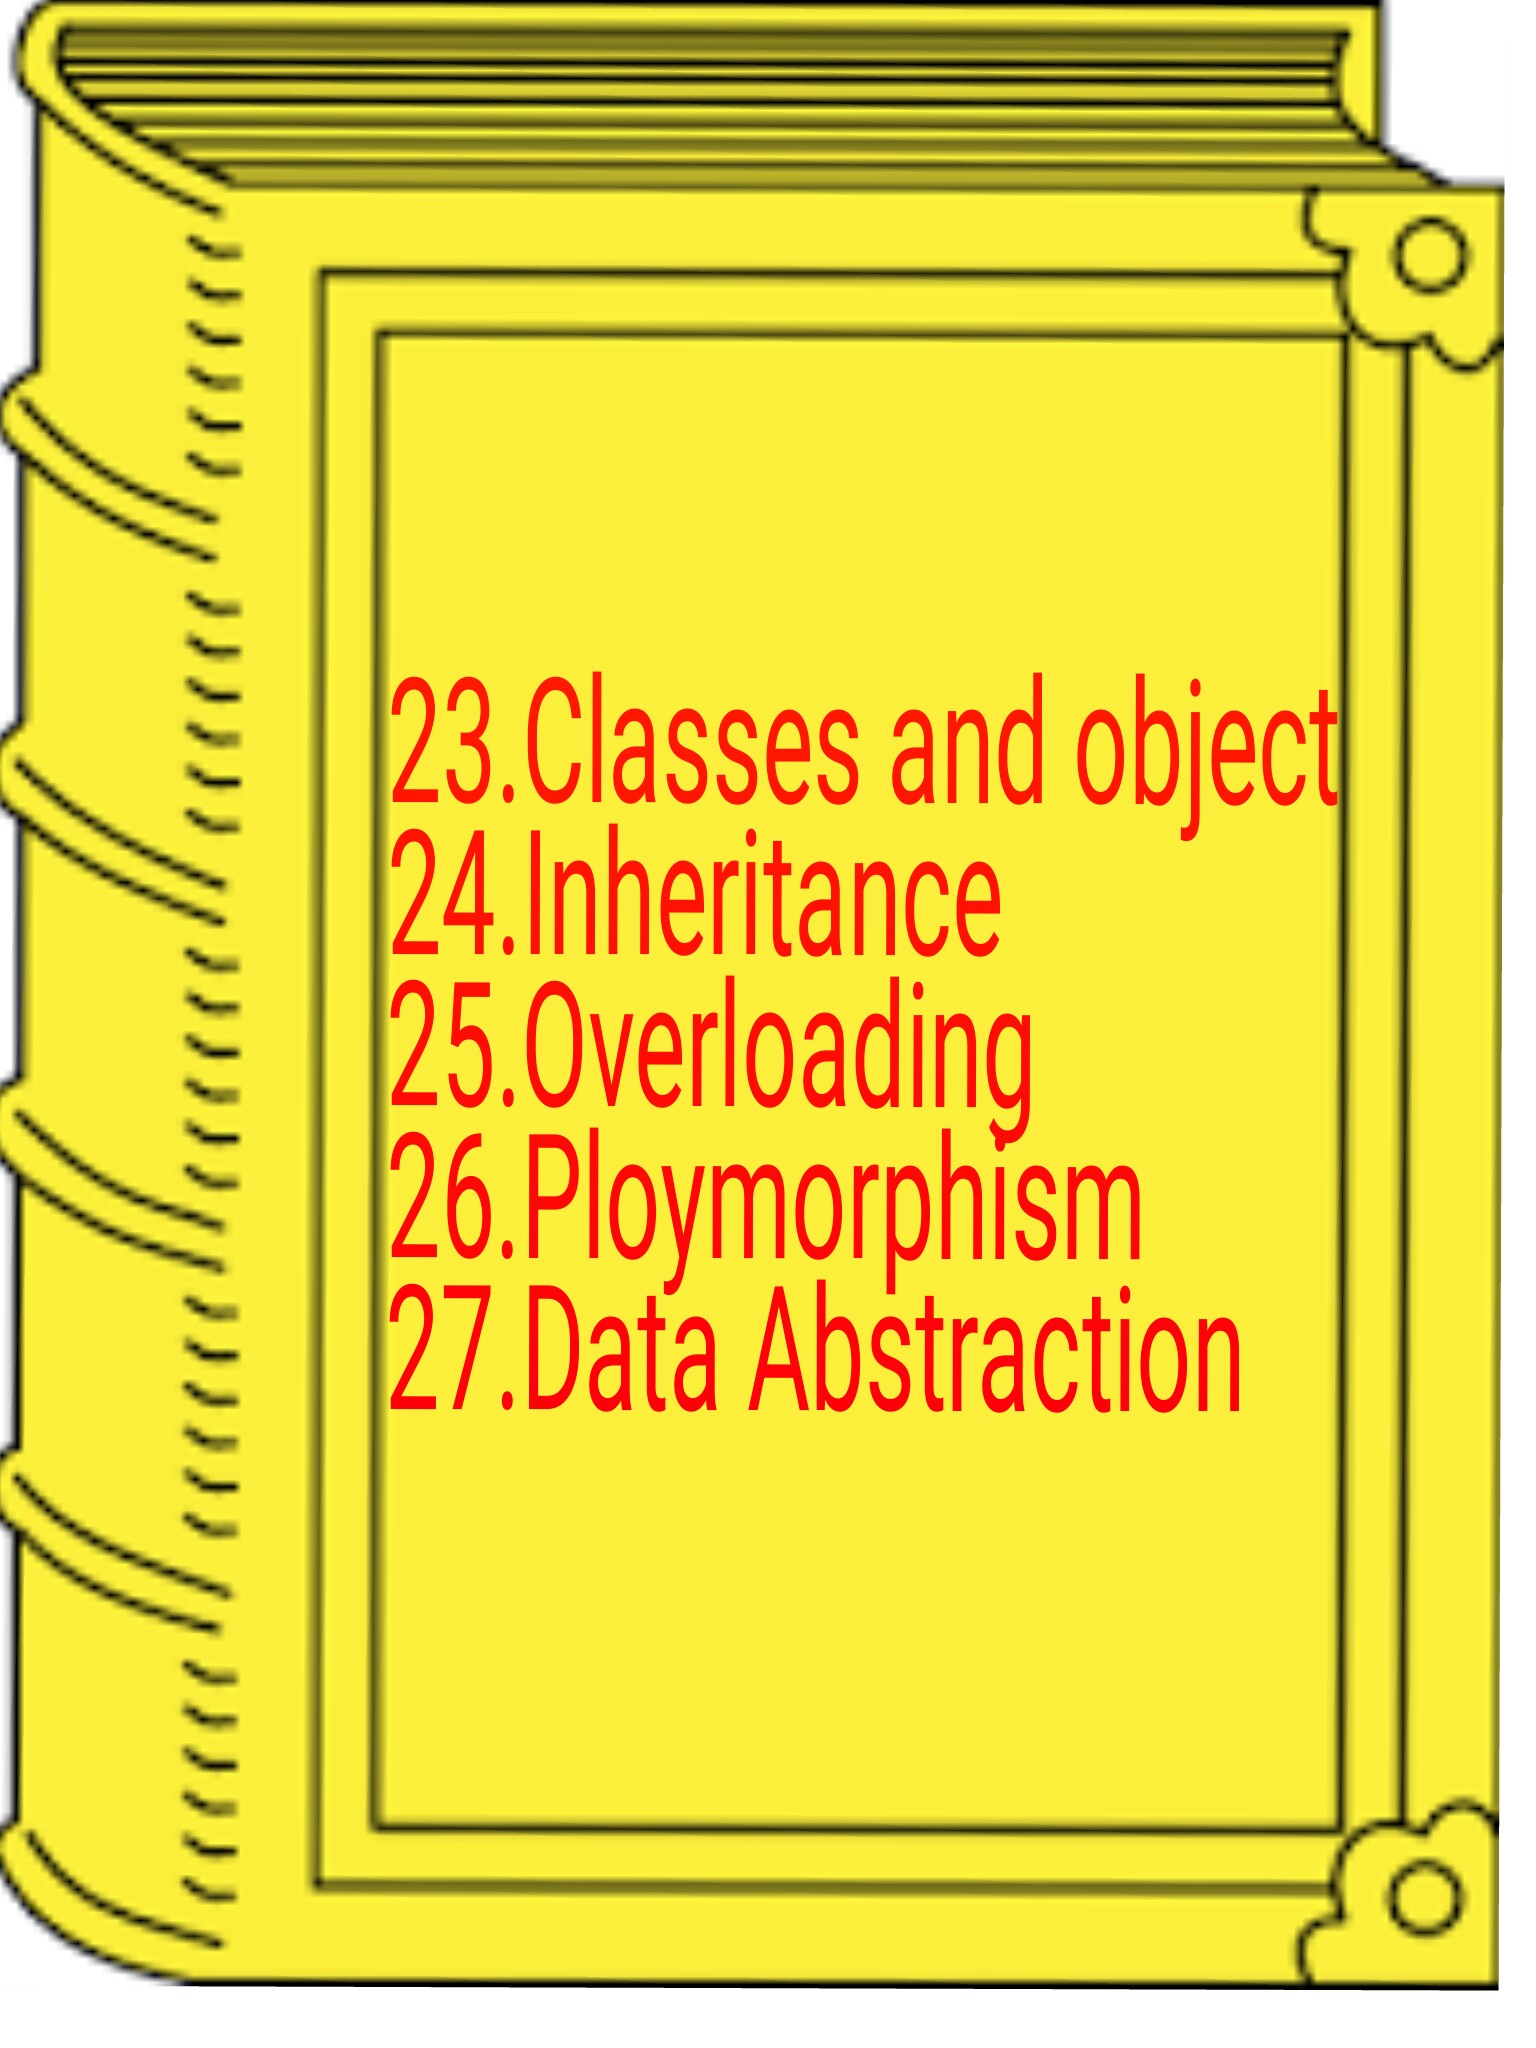 23.Classes and object
24.Inheritance
25.Overloading
26.Ploymorphism
27.Data Abstraction